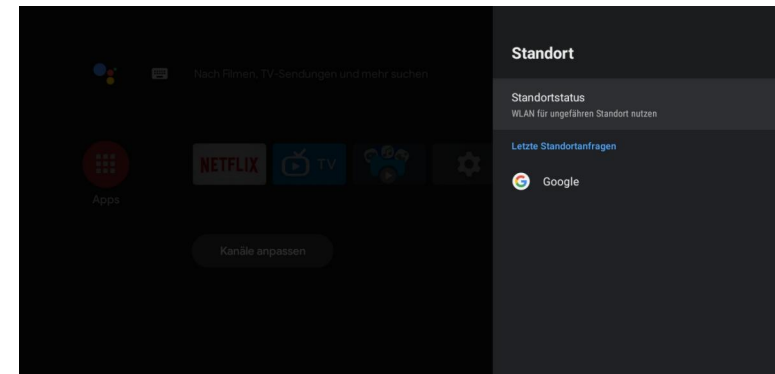 Standort
Nach Filmen, TV-Sendungen und mehr suchen
Standortstatus
WLAN für ungefähren Standort nutzen
Letzte Standortanfragen
NETFLIX
TV
Google
Apps
Kanäle anpassen